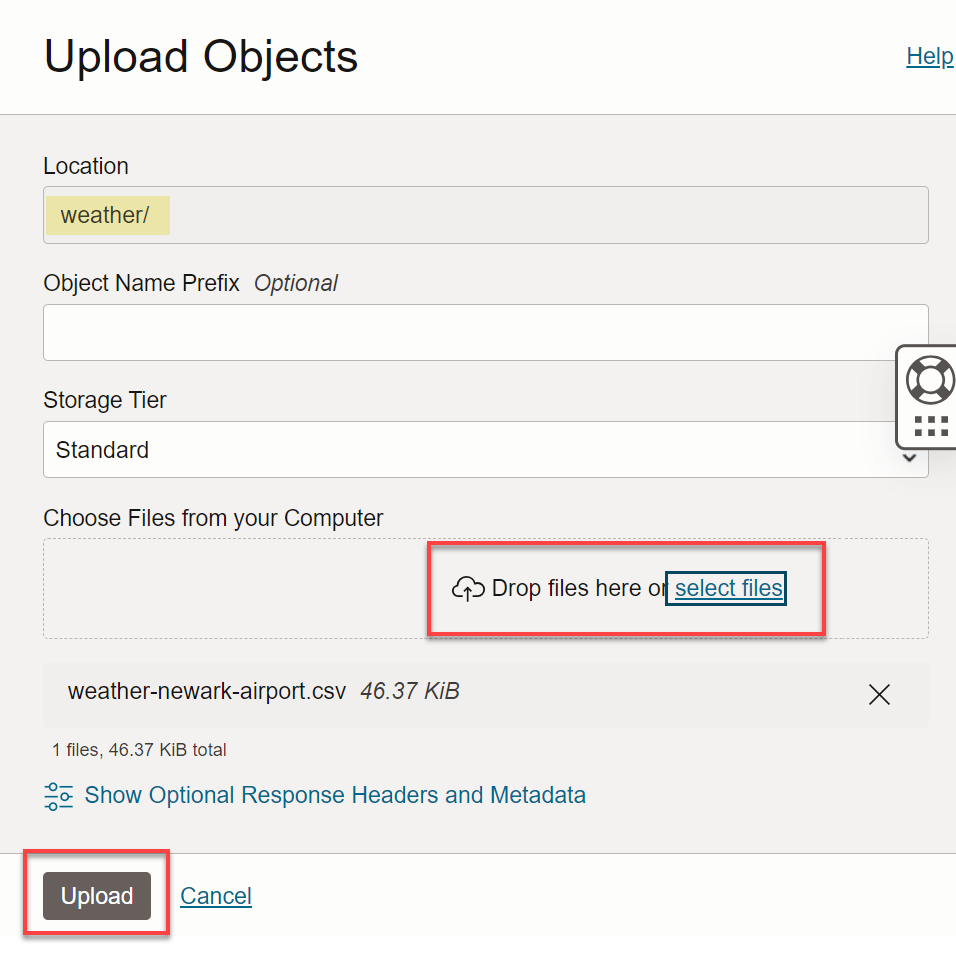 Upload Objects
Help
Location
weather/
Object Name Prefix Optional
Storage Tier
Standard
Choose Files from your Computer
Drop files here or select files
weather-newark-airport.csv 46.37 KiB
1 files, 46.37 KiB total
Show Optional Response Headers and Metadata
Upload Cancel